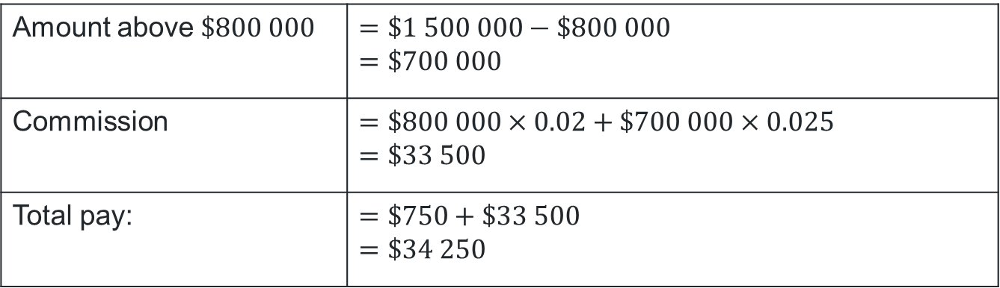 Amount above $800 000
= $1 500 000 − $800 000
= $700 000
Commission
= $800 000 × 0.02 + $700 000 × 0.025
= $33 500
Total pay:
= $750 + $33 500
= $34 250